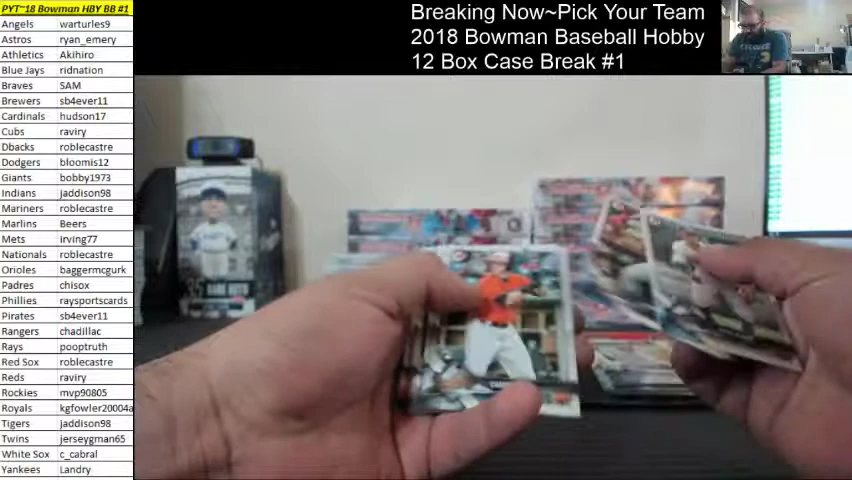 PYT~18 Bowman HBY BB #1
Angels warturles9
Astros ryan_emery
Athletics Akihiro
Blue Jays ridnation
Braves SAM
Brewers sb4ever11
Cardinals hudson17
Cubs raviry
Dbacks roblecastre
Dodgers bloomis12
Giants bobby1973
Indians jaddison98
Mariners roblecastre
Marlins Beers
Mets irving77
Nationals roblecastre
Orioles baggermcgurk
Padres chisox
Phillies raysportscards
Pirates sb4ever11
Rangers chadillac
Rays pooptruth
Red Sox roblecastre
Reds raviry
Rockies mvp90805
Royals kgfowler20004a
Tigers jaddison98
Twins jerseygman65
White Sox c_cabral
Yankees Landry
Breaking Now~Pick Your Team
2018 Bowman Baseball Hobby
12 Box Case Break #1